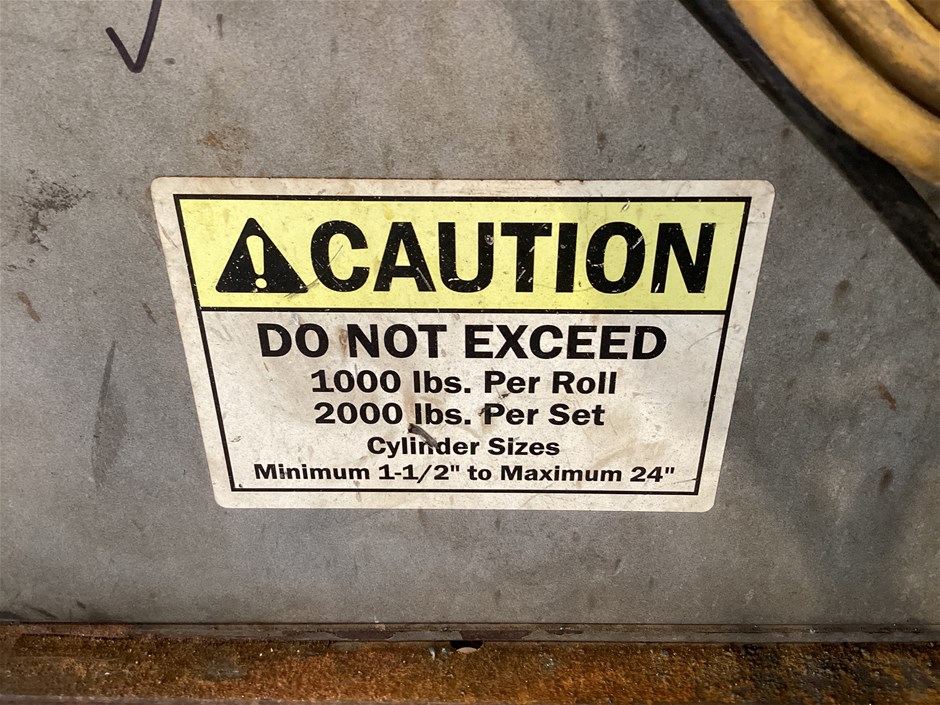 CAUTION
DO NOT EXCEED
1000 lbs. Per Roll
2000 lbs. Per Set
Cylinder Sizes
Minimum 1-1/2" to Maximum 24"